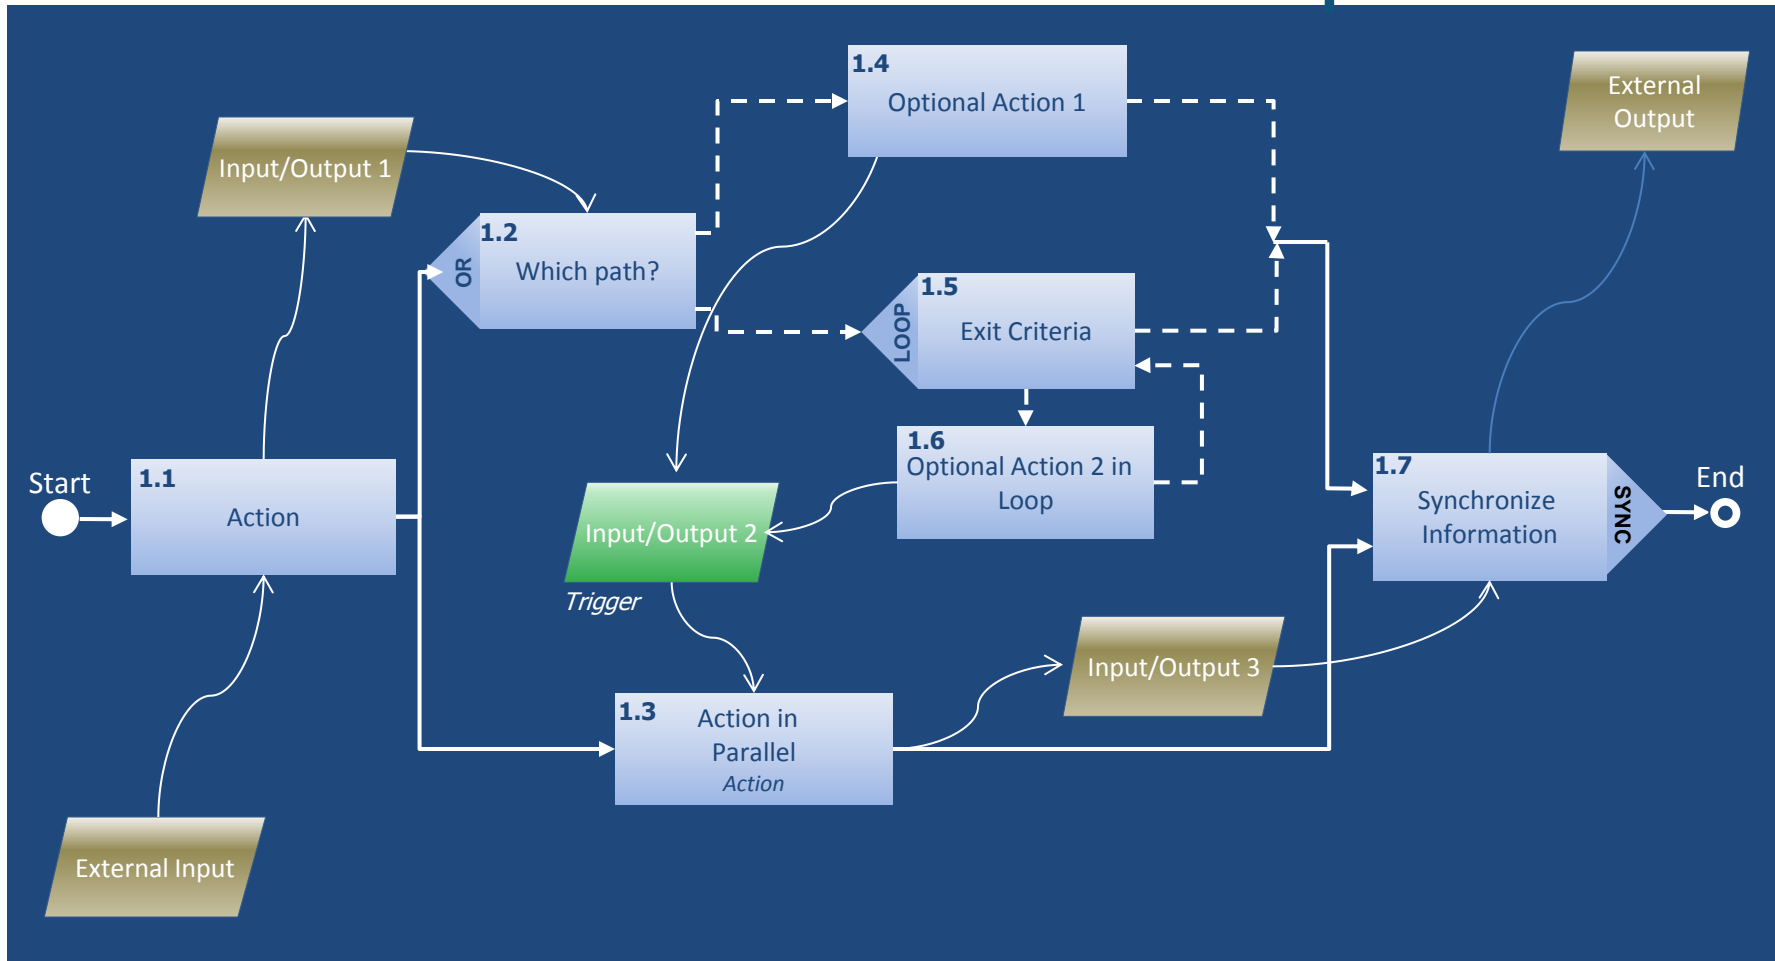 1.4
Optional Action 1
External
Output
Input/Output 1
1.2
OR
Which path?
1.5
LOOP
Exit Criteria
1.6
Optional Action 2 in
Loop
Start
1.1
Action
Input/Output 2
Trigger
1.7
Synchronize
Information
SYNC
End
1.3
Action in
Parallel
Action
Input/Output 3
External Input